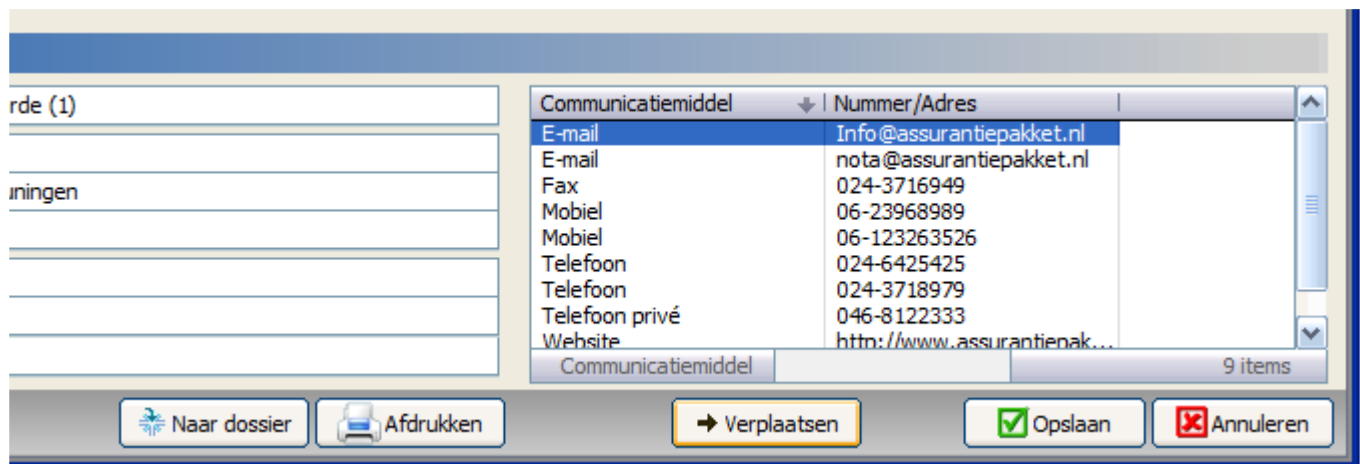 rde (1)
uningen
Communicatiemiddel Nummer/Adres
E-mail Info@assurantiepakket.nl
E-mail nota@assurantiepakket.nl
Fax 024-3716949
Mobiel 06-23968989
Mobiel 06-123263526
Telefoon 024-6425425
Telefoon 024-3718979
Telefoon privé 046-8122333
Website http://www.assurantiepak...
Communicatiemiddel 9 items
Naar dossier Afdrukken Verplaatsen Opslaan Annuleren